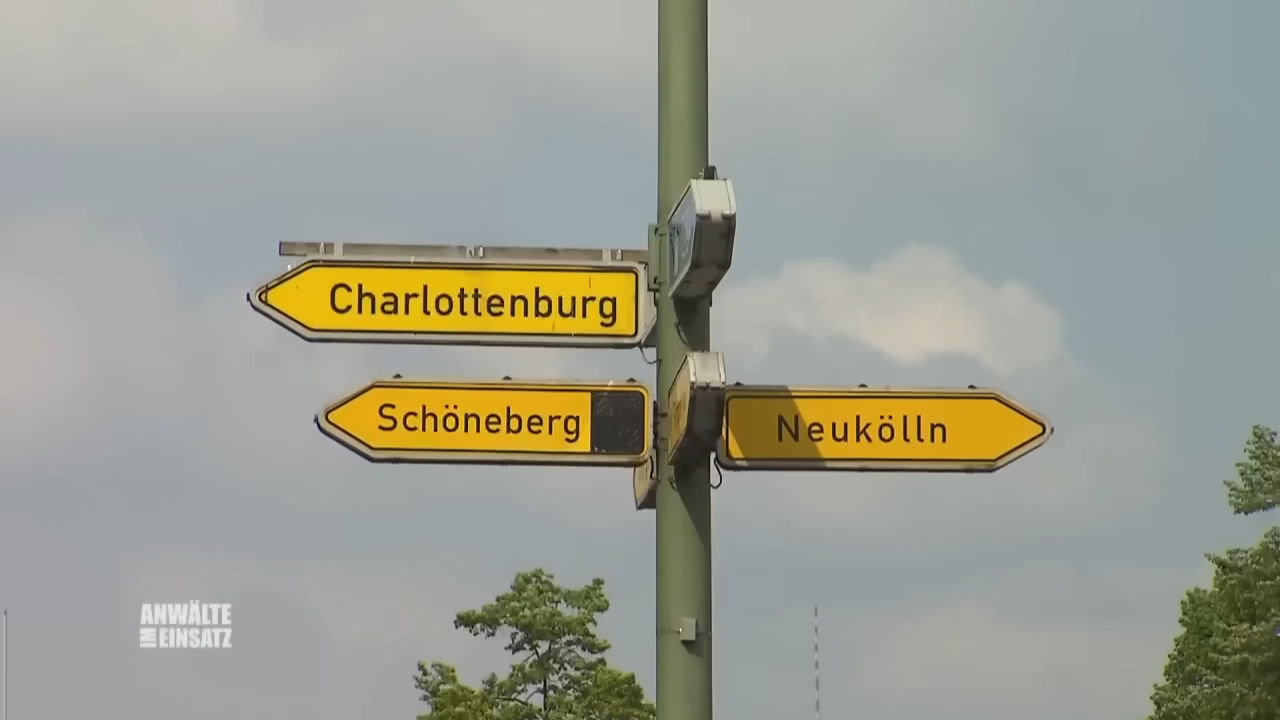 Charlottenburg
Schöneberg
Neukölln
ANWÄLTE
IM EINSATZ